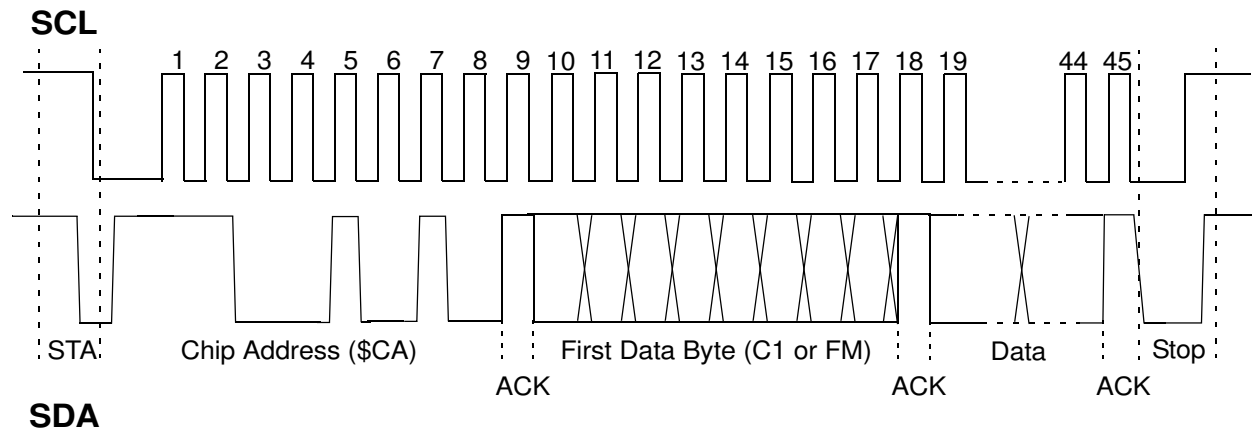 SCL
1 2 3 4 5 6 7 8 9 10 11 12 13 14 15 16 17 18 19 44 45
STA Chip Address ($CA) First Data Byte (C1 or FM) Data Stop
ACK ACK ACK
SDA